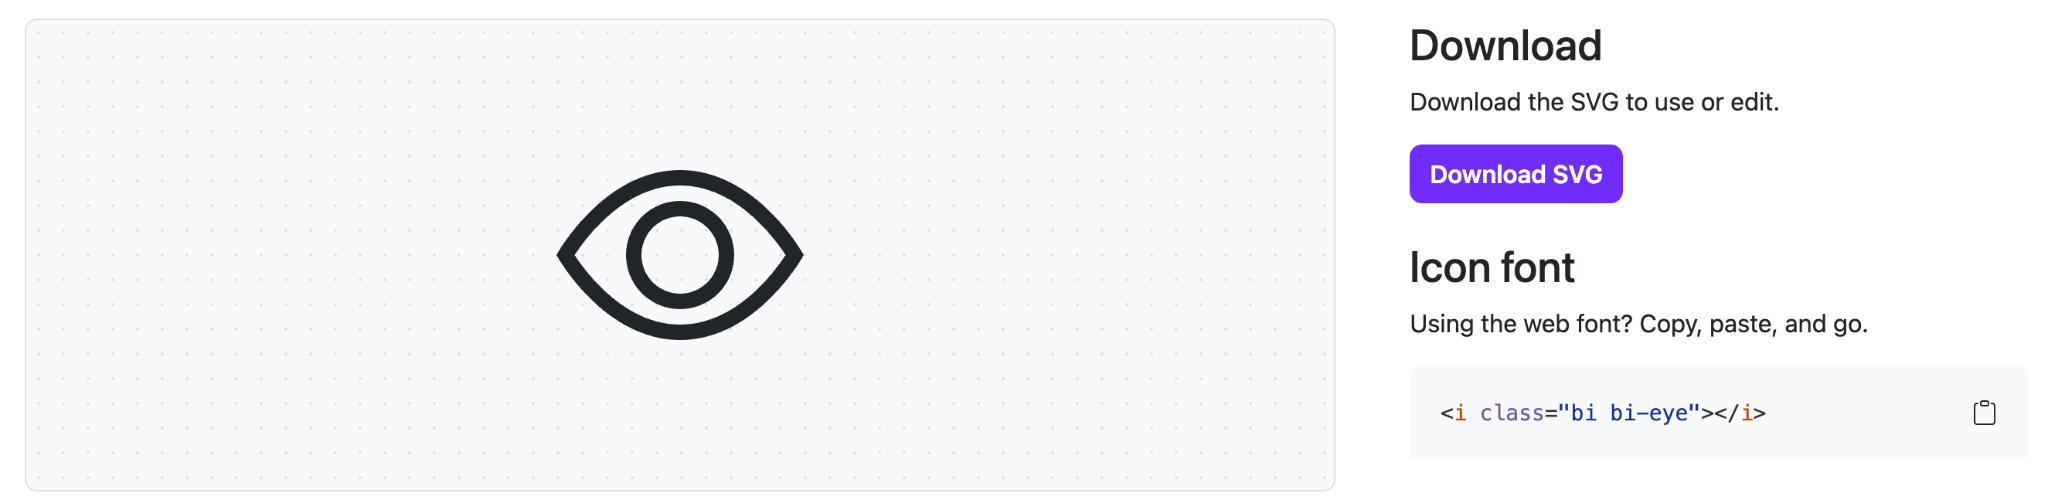 Download
Download the SVG to use or edit.
Download SVG
Icon font
Using the web font? Copy, paste, and go.
<i class="bi bi-eye"></i>